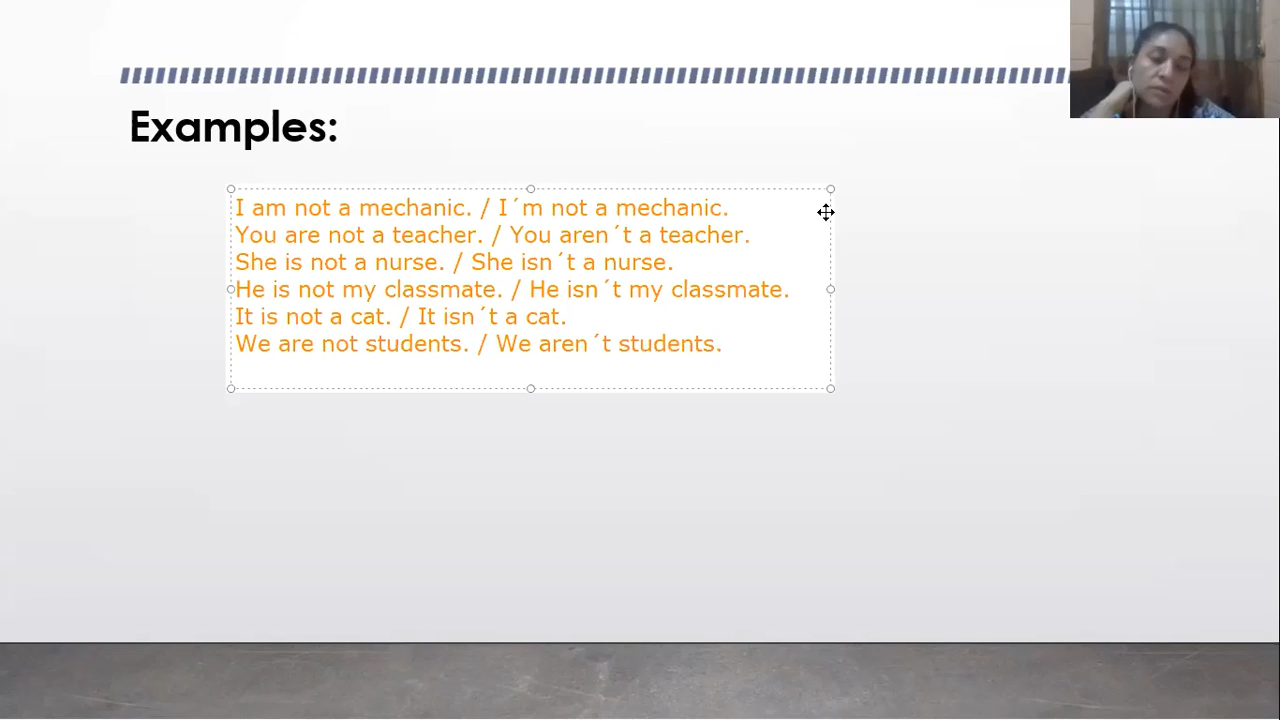 Examples:
I am not a mechanic. / I´m not a mechanic.
You are not a teacher. / You aren´t a teacher.
She is not a nurse. / She isn´t a nurse.
He is not my classmate. / He isn´t my classmate.
It is not a cat. / It isn´t a cat.
We are not students. / We aren´t students.